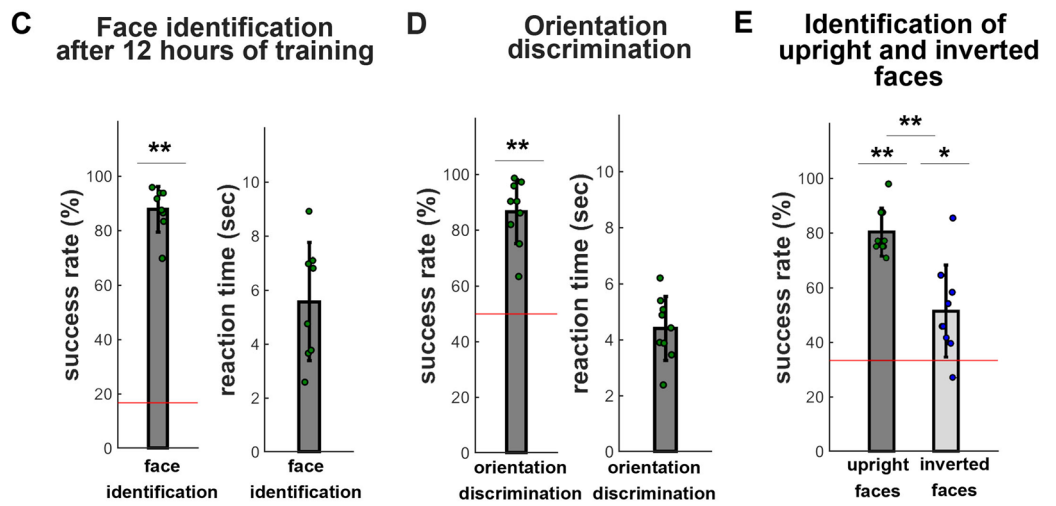 C
Face identification
after 12 hours of training
**
success rate (%)
100
80
60
40
20
0
face
identification
reaction time (sec)
10
8
6
4
2
0
face
identification
D
Orientation
discrimination
**
success rate (%)
100
80
60
40
20
0
orientation
discrimination
reaction time (sec)
10
8
6
4
2
0
orientation
discrimination
E
Identification of
upright and inverted
faces
**
** *
success rate (%)
100
80
60
40
20
0
upright
faces
inverted
faces